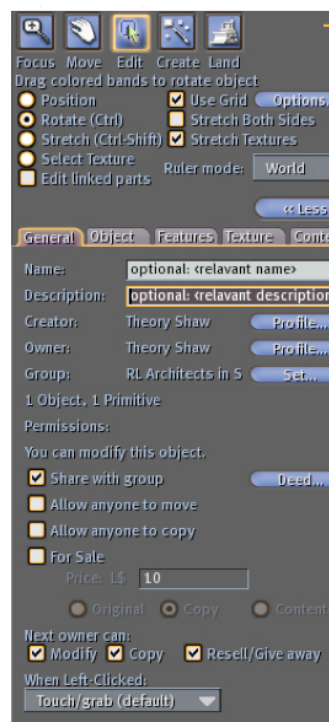 Focus Move Edit Create Land
Drag colored bands to rotate object
Position Use Grid Options.
Rotate (Ctrl) Stretch Both Sides
Stretch (Ctrl-Shift) Stretch Textures
Select Texture
Edit linked parts Ruler mode: World
<< Less
General Object Features Texture Conte
Name: optional: <relavant name>
Description: optional: <relavant description
Creator: Theory Shaw Profile...
Owner: Theory Shaw Profile...
Group: RL Architects in S Set...
1 Object, 1 Primitive
Permissions:
You can modify this object.
Share with group Deed...
Allow anyone to move
Allow anyone to copy
For Sale
Price: L$ 10
Original Copy Content
Next owner can:
Modify Copy Resell/Give away
When Left-Clicked:
Touch/grab (default)